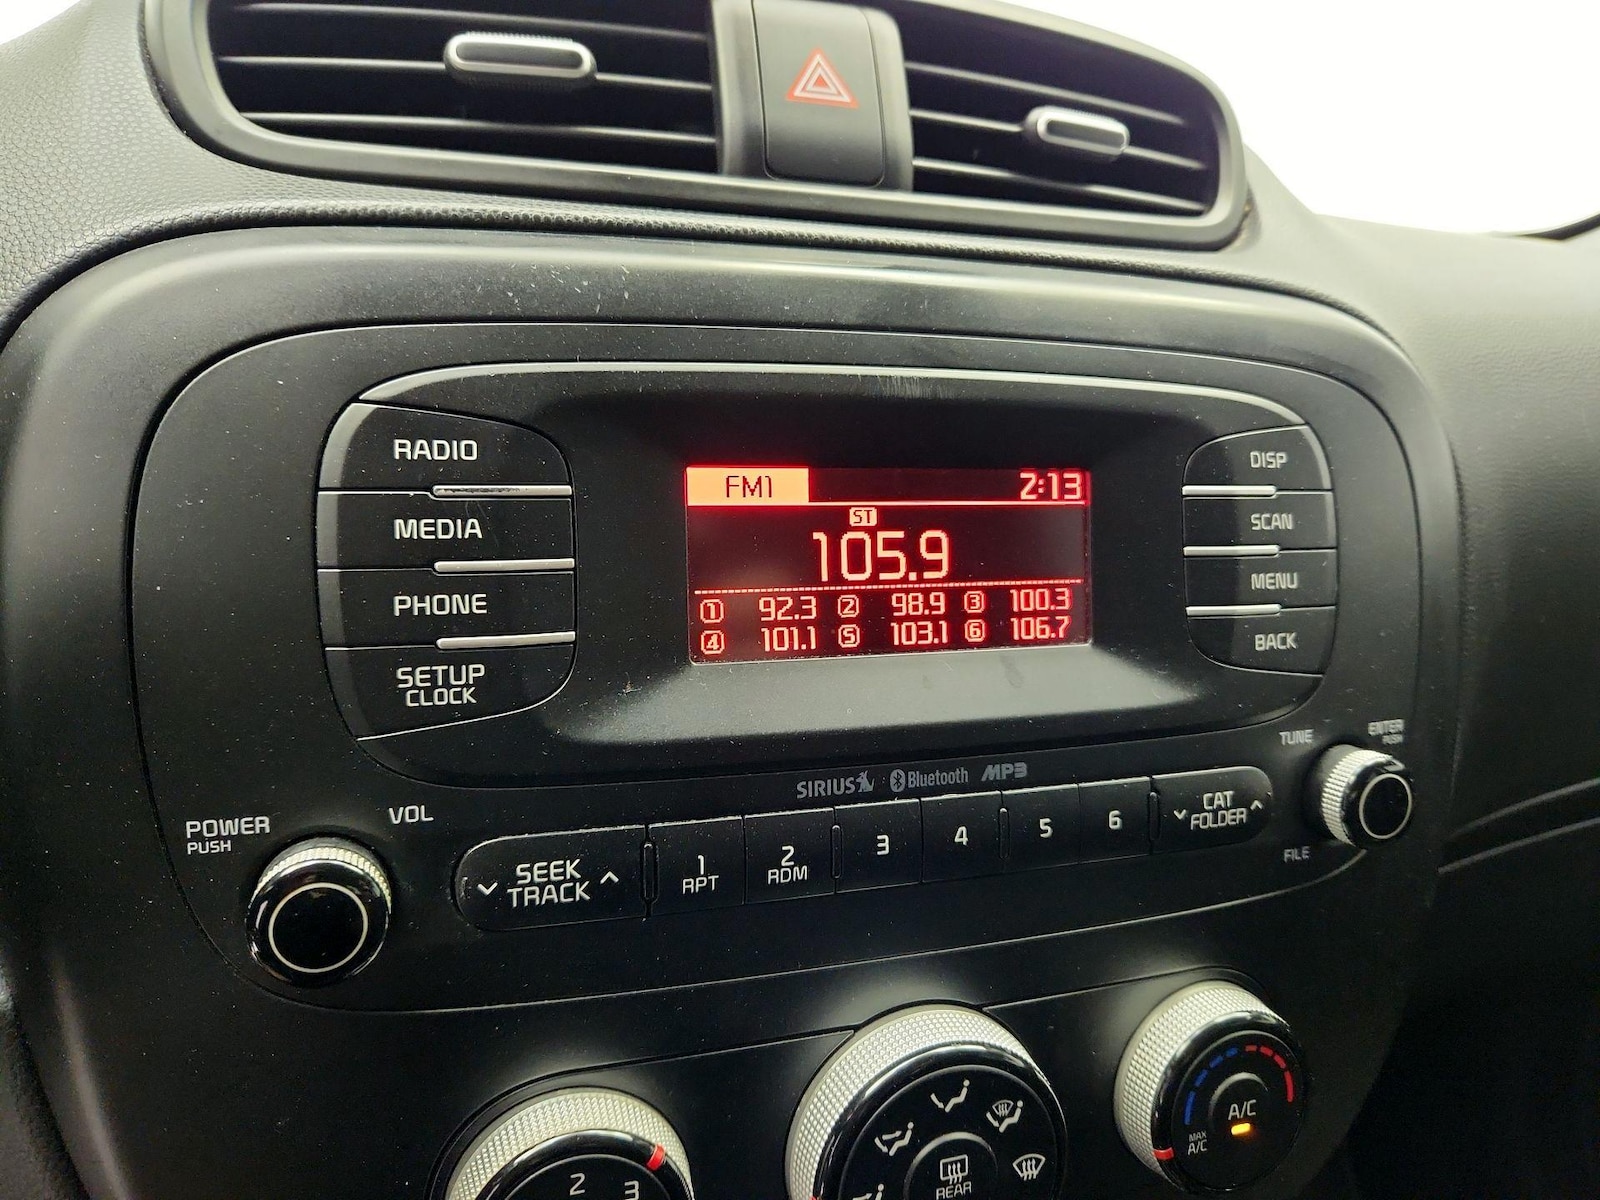 RADIO
MEDIA
PHONE
SETUP
CLOCK
FM1 2:13
ST
105.9
1 92.3 2 98.9 3 100.3
4 101.1 5 103.1 6 106.7
DISP
SCAN
MENU
BACK
TUNE
ENTER
PUSH
FILE
SIRIUS Bluetooth MP3
POWER
PUSH
VOL
SEEK
TRACK
1
RPT
2
RDM
3
4
5
6
CAT
FOLDER
2 3
REAR
A/C
MAX
A/C